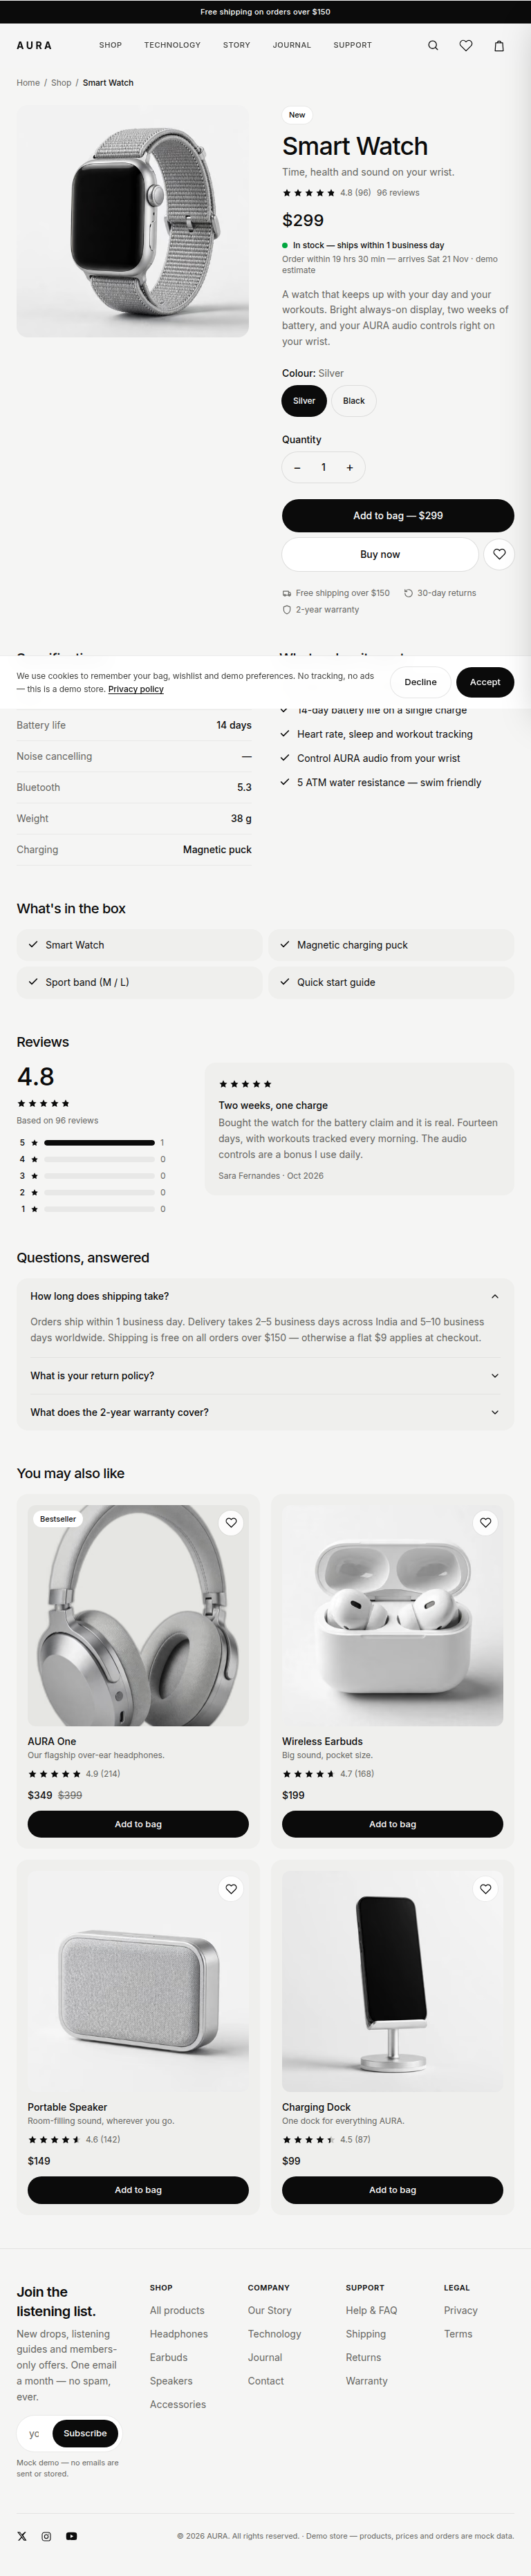 Free shipping on orders over $150
AURA
SHOP TECHNOLOGY STORY JOURNAL SUPPORT
Home / Shop / Smart Watch
New
Smart Watch
Time, health and sound on your wrist.
4.8 (96) 96 reviews
$299
In stock — ships within 1 business day
Order within 19 hrs 30 min — arrives Sat 21 Nov · demo
estimate
A watch that keeps up with your day and your
workouts. Bright always-on display, two weeks of
battery, and your AURA audio controls right on
your wrist.
Colour: Silver
Silver Black
Quantity
− 1 +
Add to bag — $299
Buy now
Free shipping over $150 30-day returns
2-year warranty
We use cookies to remember your bag, wishlist and demo preferences. No tracking, no ads
— this is a demo store. Privacy policy
Decline Accept
Battery life 14 days
Noise cancelling —
Bluetooth 5.3
Weight 38 g
Charging Magnetic puck
14-day battery life on a single charge
Heart rate, sleep and workout tracking
Control AURA audio from your wrist
5 ATM water resistance — swim friendly
What's in the box
Smart Watch
Magnetic charging puck
Sport band (M / L)
Quick start guide
Reviews
4.8
Based on 96 reviews
5 1
4 0
3 0
2 0
1 0
Two weeks, one charge
Bought the watch for the battery claim and it is real. Fourteen
days, with workouts tracked every morning. The audio
controls are a bonus I use daily.
Sara Fernandes · Oct 2026
Questions, answered
How long does shipping take?
Orders ship within 1 business day. Delivery takes 2–5 business days across India and 5–10 business
days worldwide. Shipping is free on all orders over $150 — otherwise a flat $9 applies at checkout.
What is your return policy?
What does the 2-year warranty cover?
You may also like
Bestseller
AURA One
Our flagship over-ear headphones.
4.9 (214)
$349 $399
Add to bag
Wireless Earbuds
Big sound, pocket size.
4.7 (168)
$199
Add to bag
Portable Speaker
Room-filling sound, wherever you go.
4.6 (142)
$149
Add to bag
Charging Dock
One dock for everything AURA.
4.5 (87)
$99
Add to bag
Join the
listening list.
New drops, listening
guides and members-
only offers. One email
a month — no spam,
ever.
Subscribe
Mock demo — no emails are
sent or stored.
SHOP
All products
Headphones
Earbuds
Speakers
Accessories
COMPANY
Our Story
Technology
Journal
Contact
SUPPORT
Help & FAQ
Shipping
Returns
Warranty
LEGAL
Privacy
Terms
© 2026 AURA. All rights reserved. · Demo store — products, prices and orders are mock data.